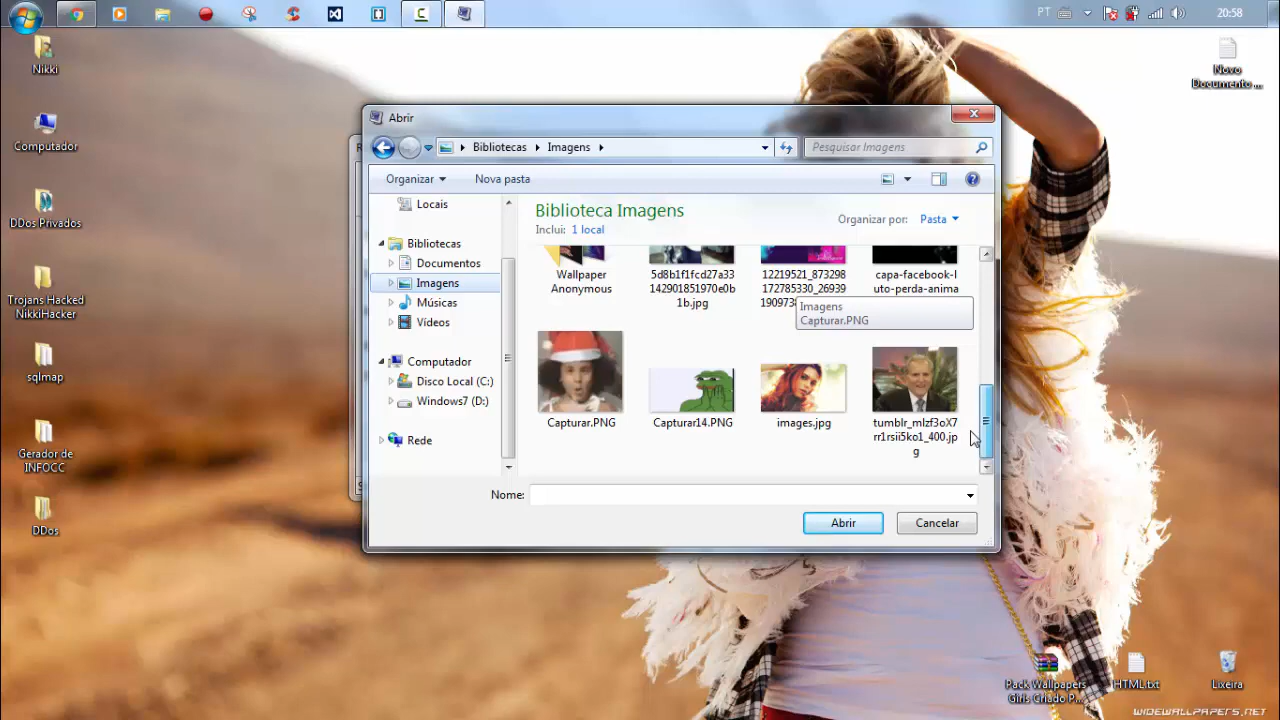 PT
20:58
Nikki
Computador
DDos Privados
Trojans Hacked
NikkiHacker
sqlmap
Gerador de
INFOCC
DDos
Novo
Documento ...
Abrir
Bibliotecas
Imagens
Pesquisar Imagens
Organizar
Nova pasta
Locais
Bibliotecas
Documentos
Imagens
Músicas
Vídeos
Computador
Disco Local (C:)
Windows7 (D:)
Rede
Biblioteca Imagens
Inclui: 1 local
Organizar por: Pasta
Wallpaper
Anonymous
5d8b1f1fcd27a33
142901851970e0b
1b.jpg
12219521_873298
172785330_26939
capa-facebook-l
uto-perda-anima
Imagens
Capturar.PNG
Capturar.PNG
Capturar14.PNG
images.jpg
tumblr_mlzf3oX7
rr1rsii5ko1_400.jp
g
Nome:
Abrir
Cancelar
Pack Wallpapers
Girls Criado P...
HTML.txt
Lixeira
WIDEWALLPAPERS.NET